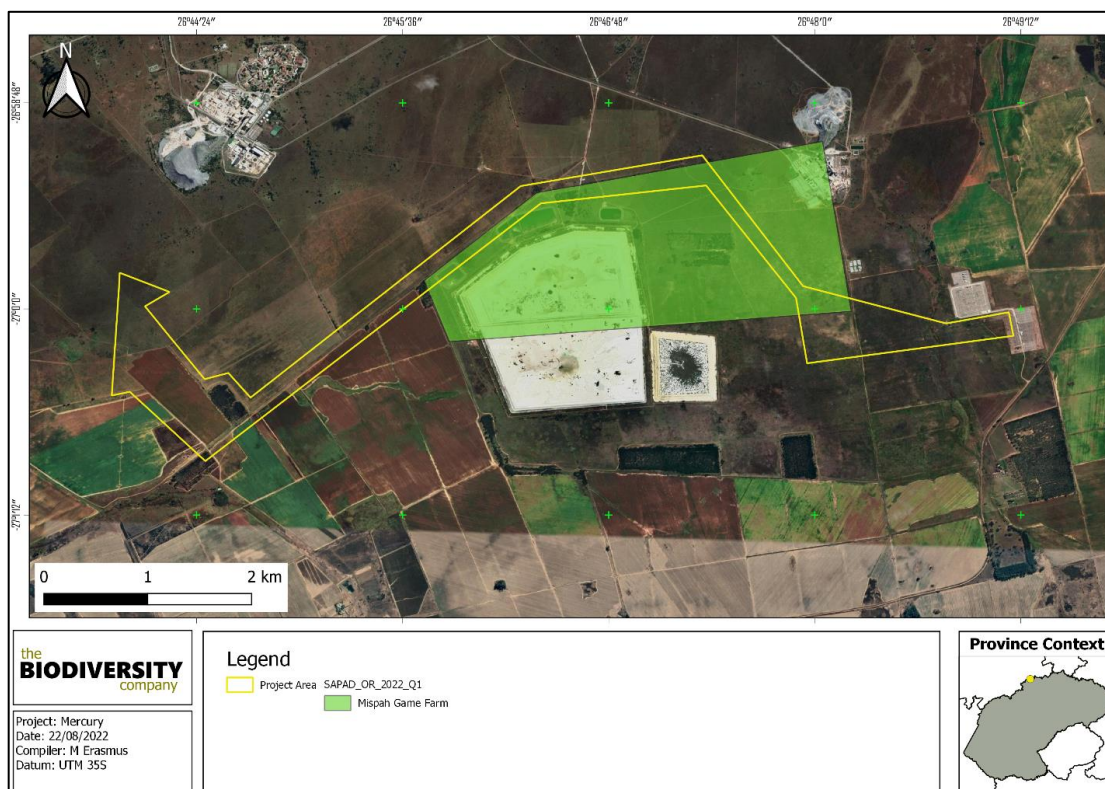 26°44'24" 26°45'36" 26°46'48" 26°48'0" 26°49'12"
N
-26°58'48"
-27°0'0"
-27°1'12"
0 1 2 km
the
BIODIVERSITY
company
Project: Mercury
Date: 22/08/2022
Compiler: M Erasmus
Datum: UTM 35S
Legend
Project Area SAPAD_OR_2022_Q1
Mispah Game Farm
Province Context